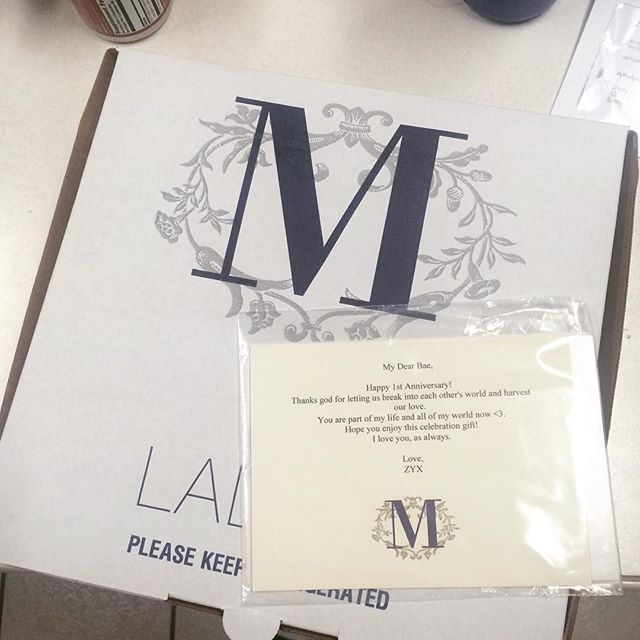 M
LAD
PLEASE KEEP
GERATED
My Dear Bae,
Happy 1st Anniversary!
Thanks god for letting us break into each other's world and harvest
our love.
You are part of my life and all of my world now <3.
Hope you enjoy this celebration gift!
I love you, as always.
Love,
ZYX
M